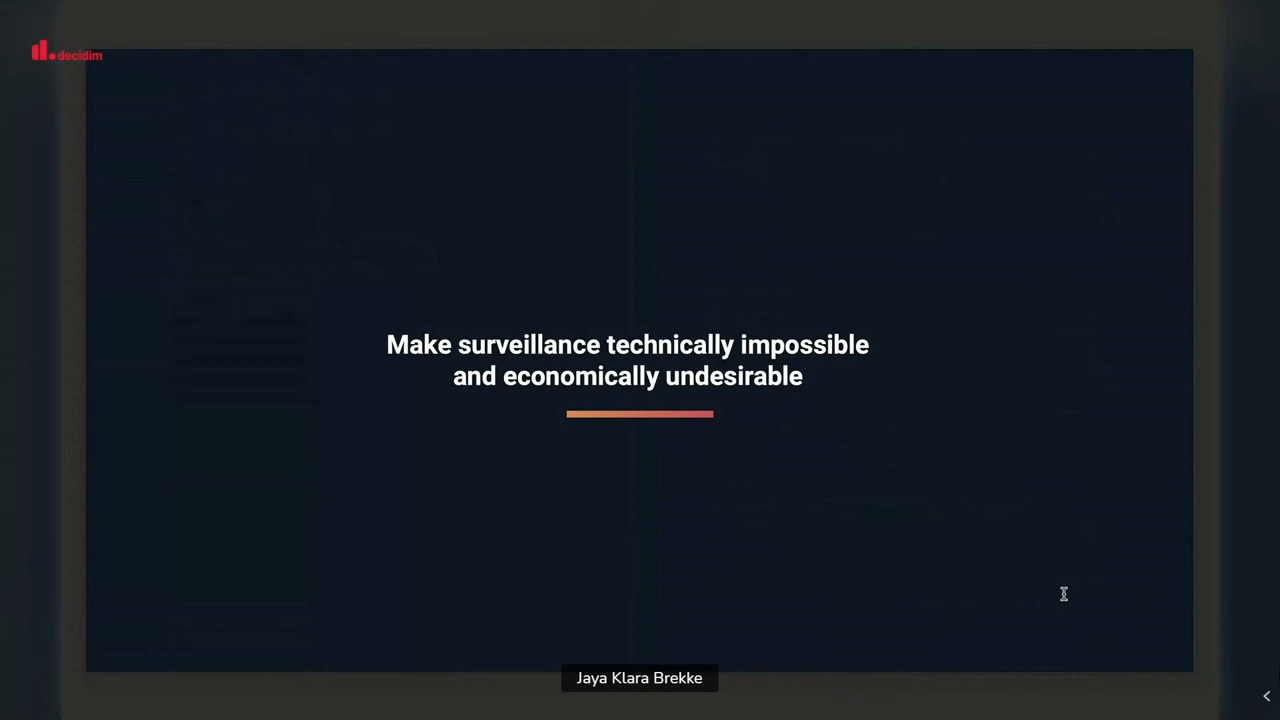 decidim
Make surveillance technically impossible
and economically undesirable
Jaya Klara Brekke